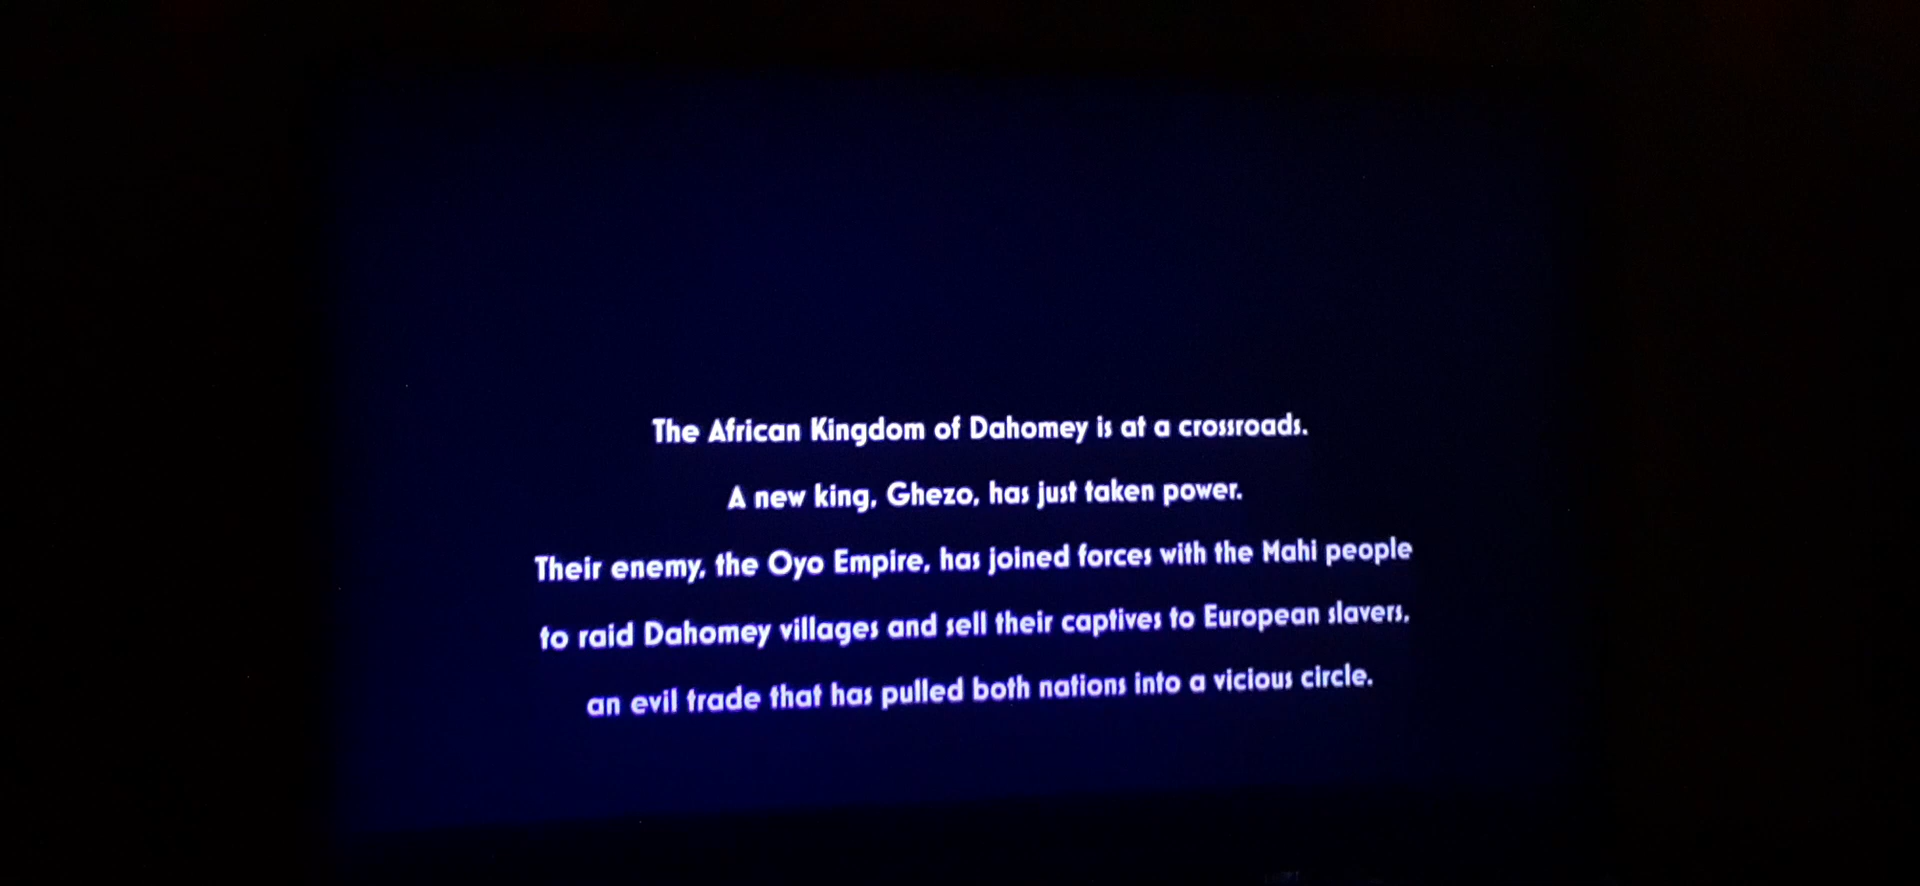 The African Kingdom of Dahomey is at a crossroads.
A new king, Ghezo, has just taken power.
Their enemy, the Oyo Empire, has joined forces with the Mahi people
to raid Dahomey villages and sell their captives to European slavers,
an evil trade that has pulled both nations into a vicious circle.